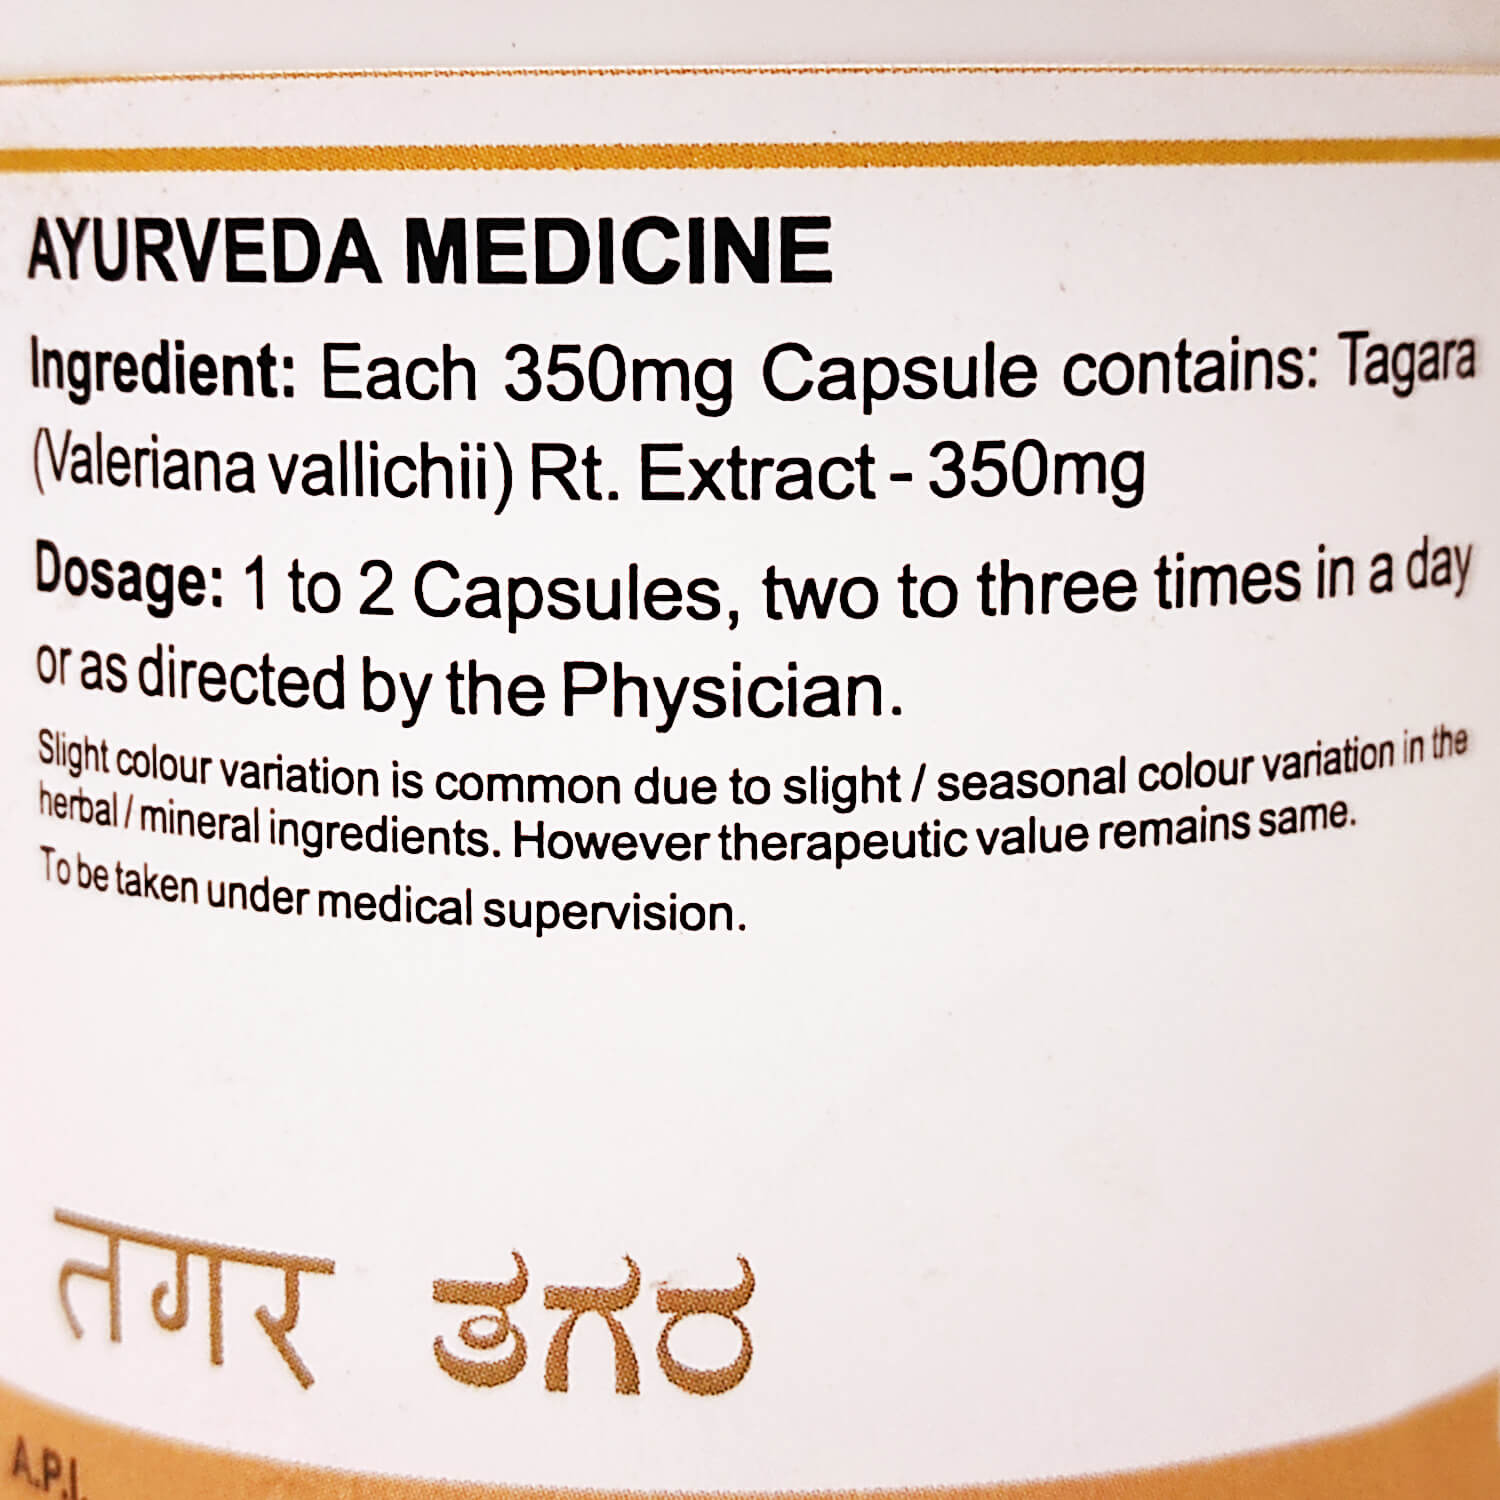 AYURVEDA MEDICINE
Ingredient: Each 350mg Capsule contains: Tagara
(Valeriana vallichii) Rt. Extract - 350mg
Dosage: 1 to 2 Capsules, two to three times in a day
or as directed by the Physician.
Slight colour variation is common due to slight / seasonal colour variation in the
herbal / mineral ingredients. However therapeutic value remains same.
To be taken under medical supervision.
तगर ತಗರ
A.P.I.